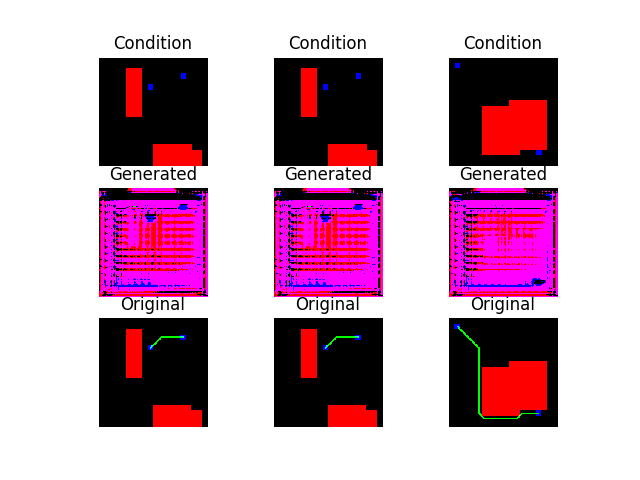 Condition Condition Condition
Generated Generated Generated
Original Original Original